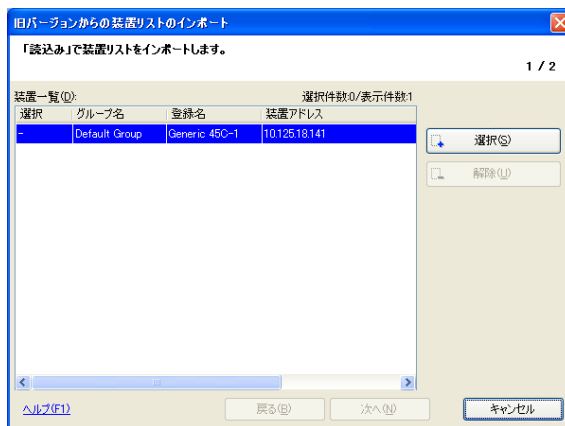 旧バージョンからの装置リストのインポート
「読込み」で装置リストをインポートします。
1 / 2
装置一覧(D): 選択件数:0/表示件数:1
選択 グループ名 登録名 装置アドレス
- Default Group Generic 45C-1 10.125.18.141
選択(S)
解除(U)
ヘルプ(F1) 戻る(B) 次へ(N) キャンセル